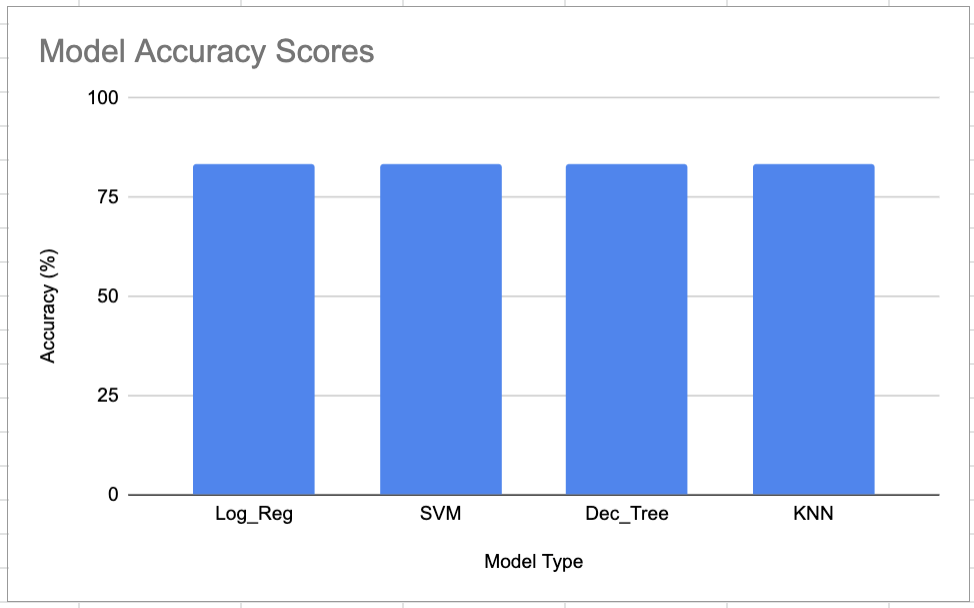 Model Accuracy Scores
100
75
50
25
0
Accuracy (%)
Log_Reg SVM Dec_Tree KNN
Model Type